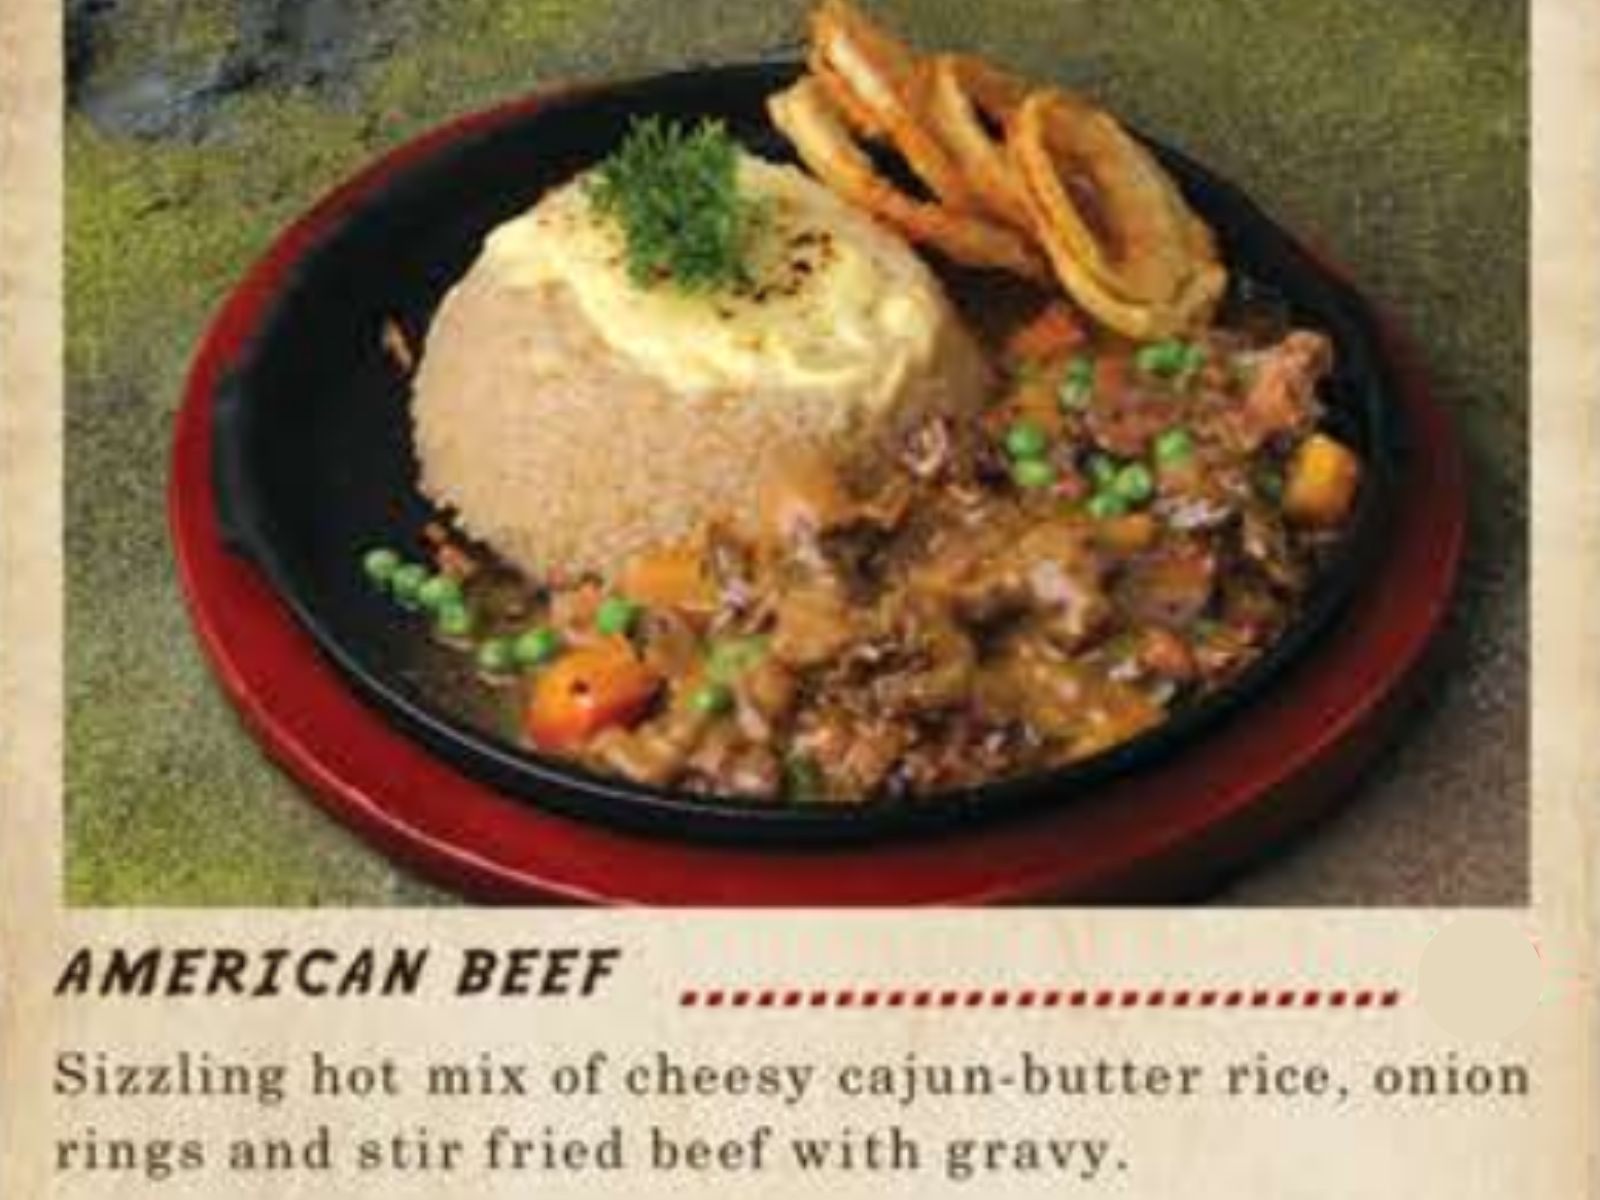 AMERICAN BEEF ..............................
Sizzling hot mix of cheesy cajun-butter rice, onion
rings and stir fried beef with gravy.